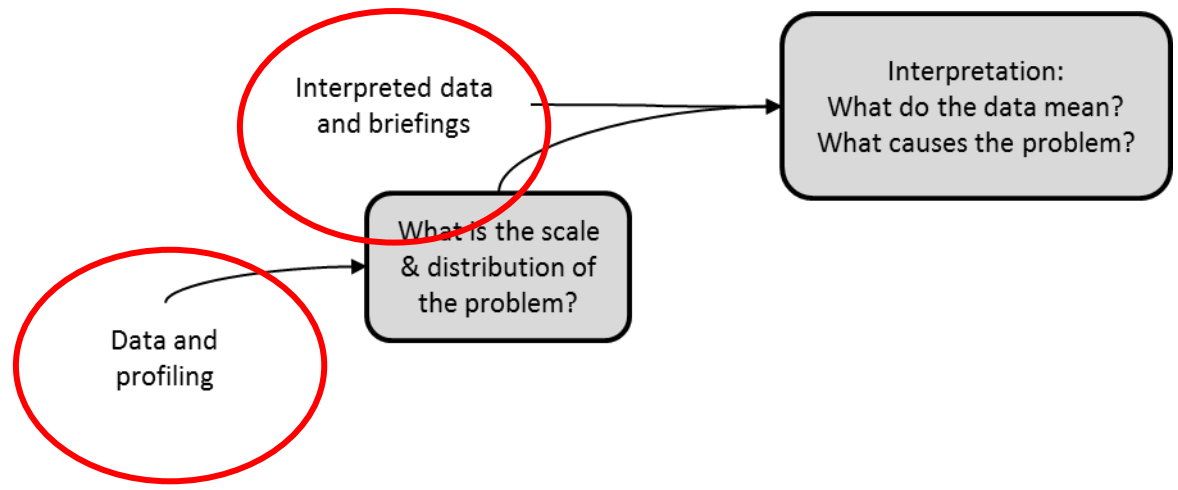 Interpreted data
and briefings
Interpretation:
What do the data mean?
What causes the problem?
What is the scale
& distribution of
the problem?
Data and
profiling